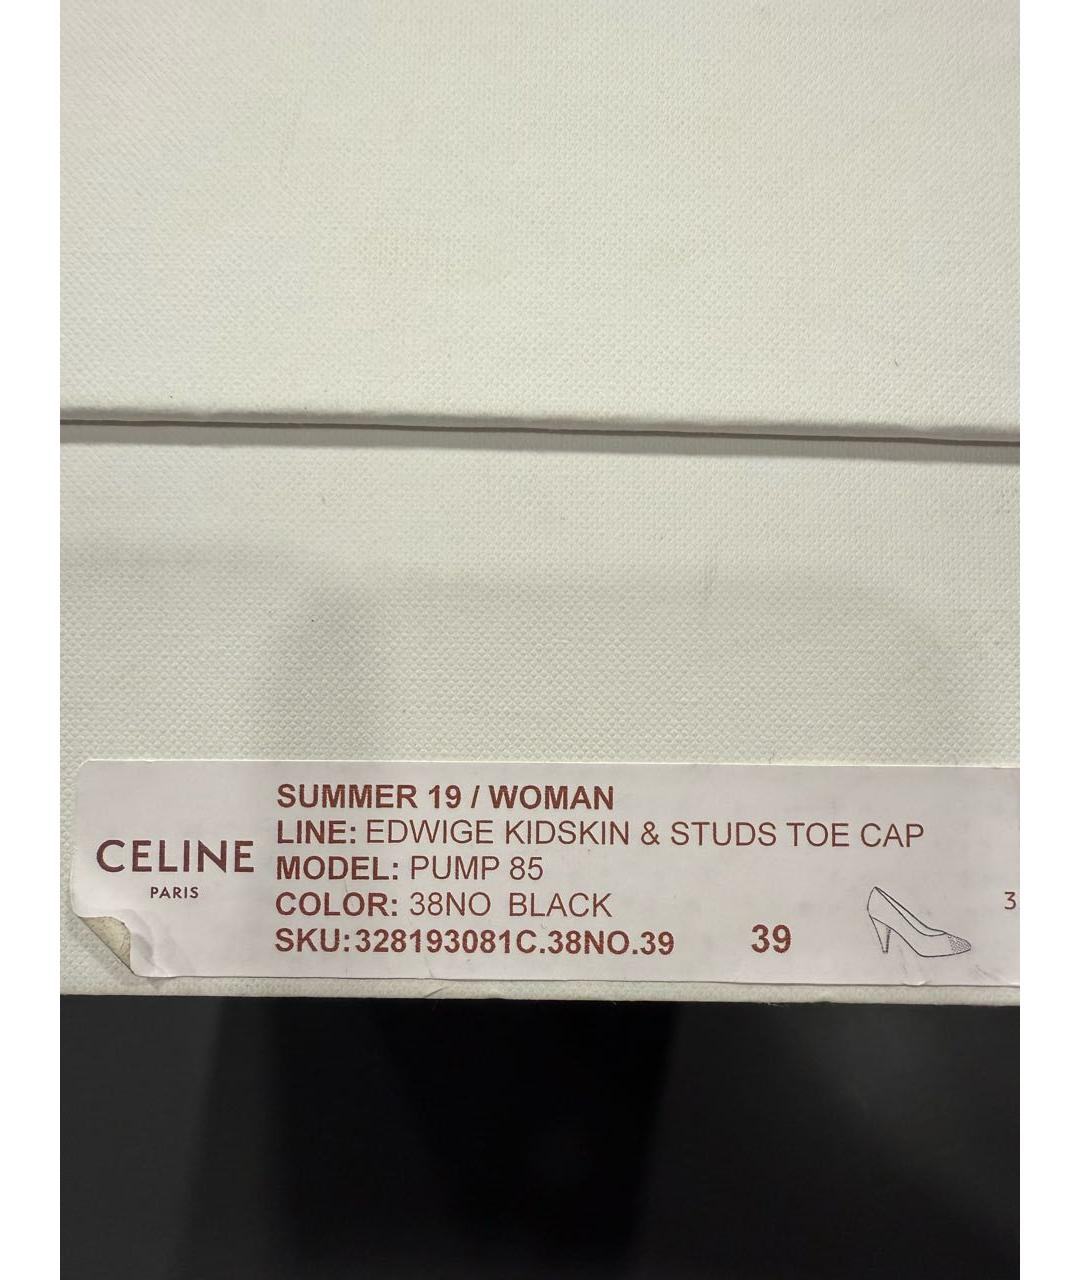 CELINE
PARIS
SUMMER 19 / WOMAN
LINE: EDWIGE KIDSKIN & STUDS TOE CAP
MODEL: PUMP 85
COLOR: 38NO BLACK
SKU:328193081C.38NO.39
39
3